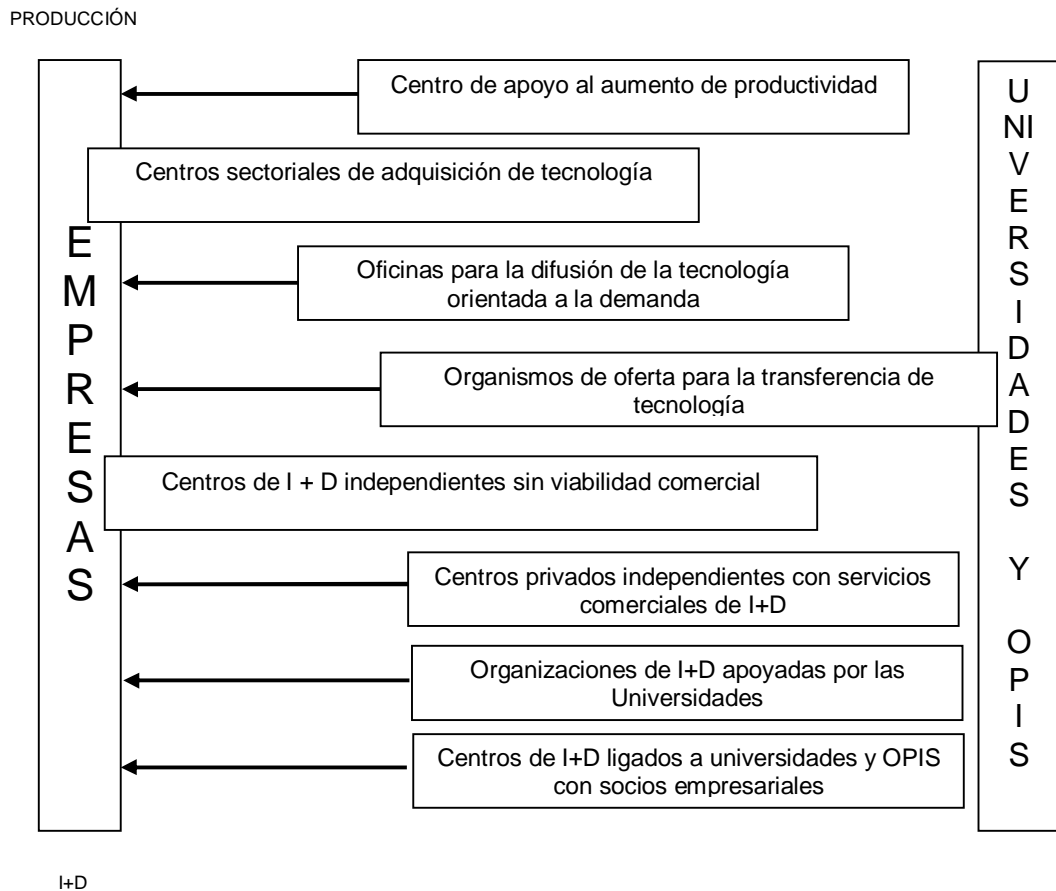 PRODUCCIÓN
Centro de apoyo al aumento de productividad
Centros sectoriales de adquisición de tecnología
Oficinas para la difusión de la tecnología
orientada a la demanda
Organismos de oferta para la transferencia de
tecnología
Centros de I + D independientes sin viabilidad comercial
Centros privados independientes con servicios
comerciales de I+D
Organizaciones de I+D apoyadas por las
Universidades
Centros de I+D ligados a universidades y OPIS
con socios empresariales
E
M
P
R
E
S
A
S
U
NI
V
E
R
S
I
D
A
D
E
S
Y
O
P
I
S
I+D